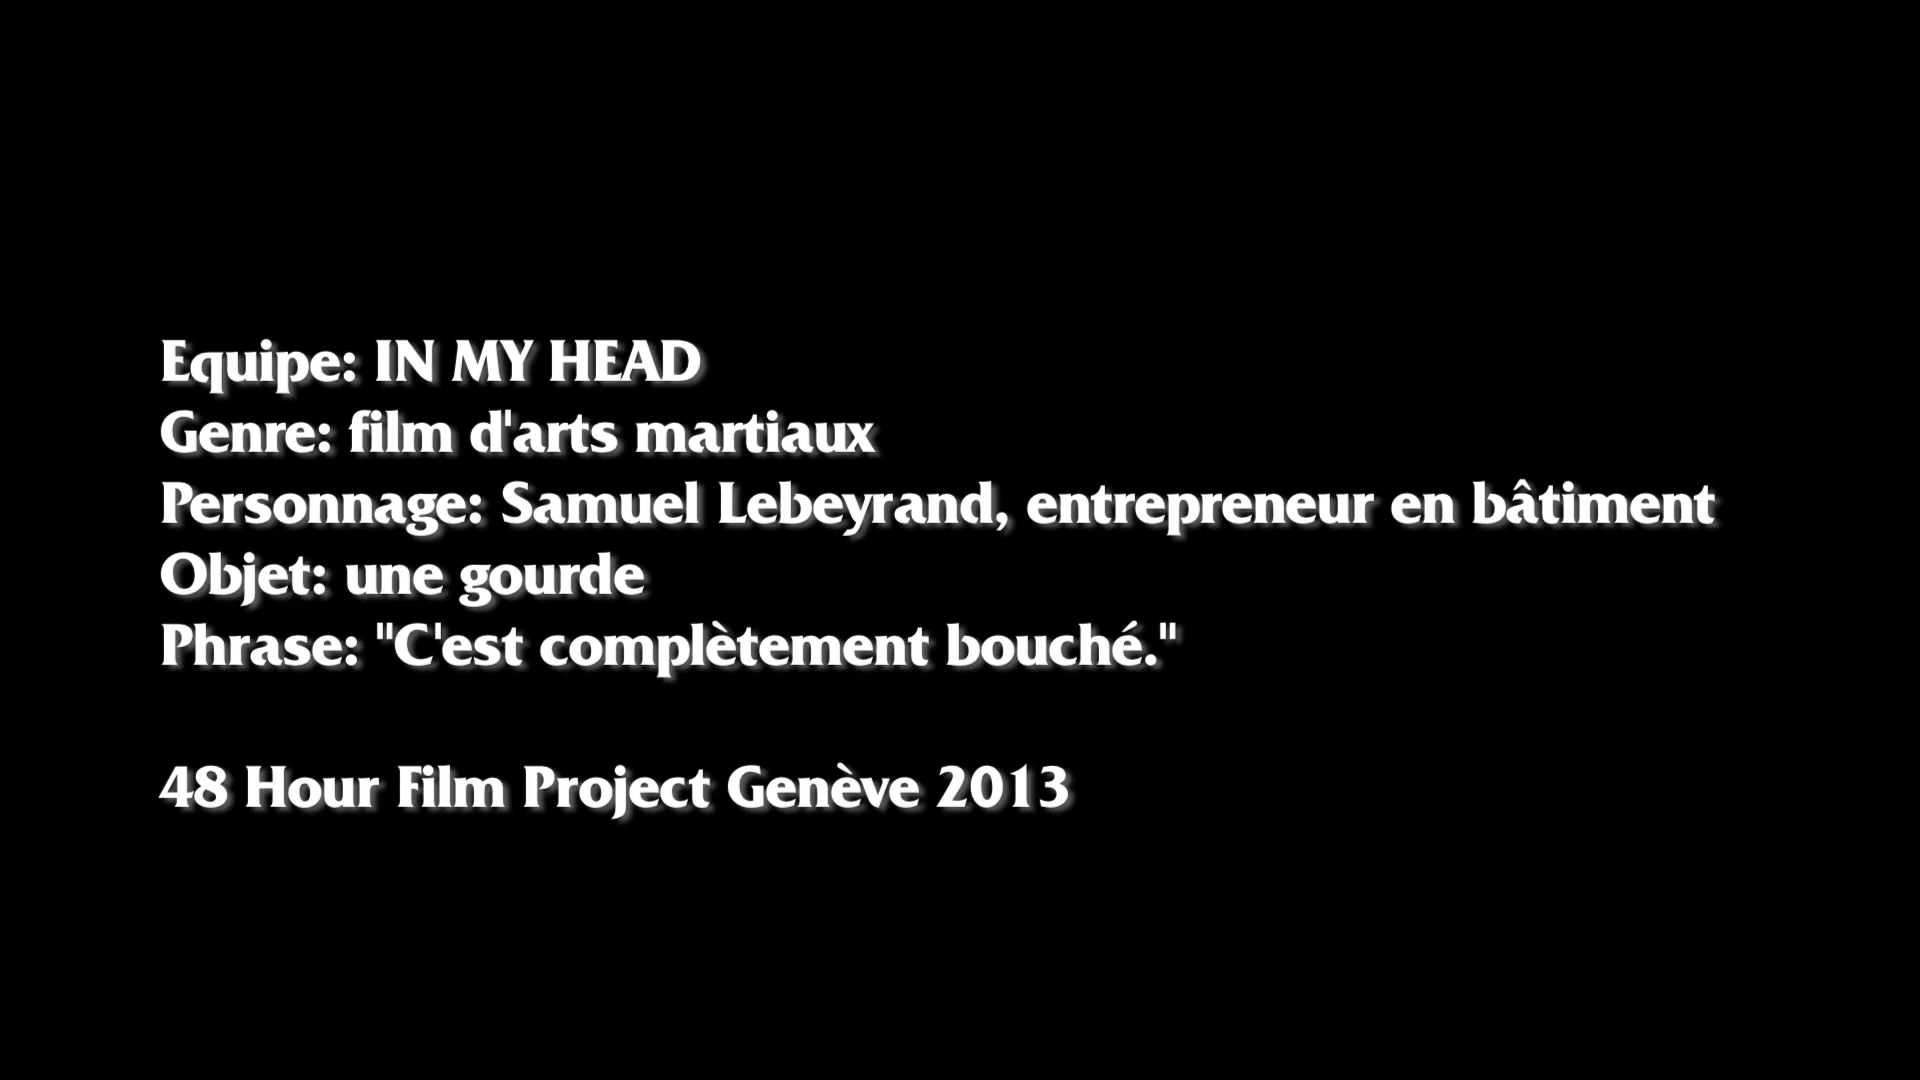 Equipe: IN MY HEAD
Genre: film d'arts martiaux
Personnage: Samuel Lebeyrand, entrepreneur en bâtiment
Objet: une gourde
Phrase: "C'est complètement bouché."
48 Hour Film Project Genève 2013